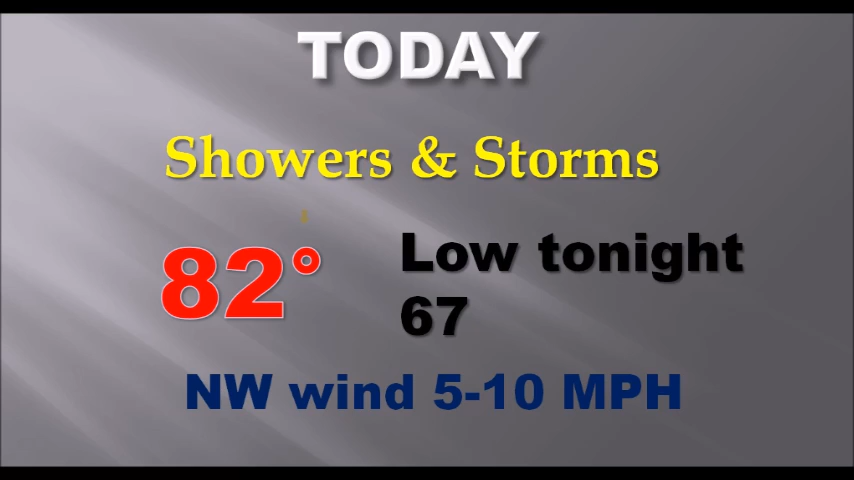 TODAY
Showers & Storms
82°
Low tonight
67
NW wind 5-10 MPH